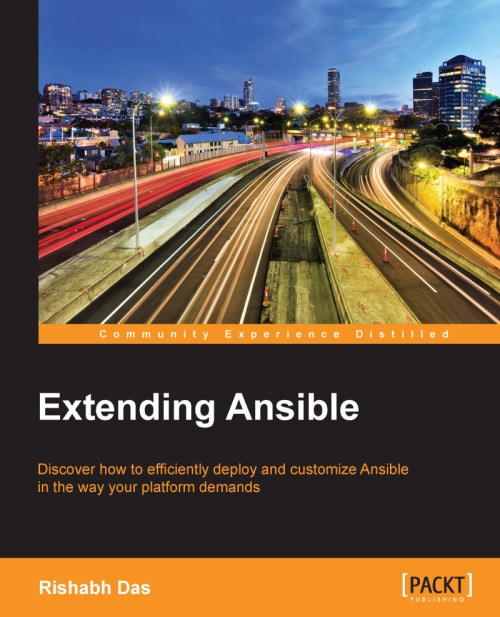 Community Experience Distilled
Extending Ansible
Discover how to efficiently deploy and customize Ansible
in the way your platform demands
Rishabh Das
[PACKT]
PUBLISHING